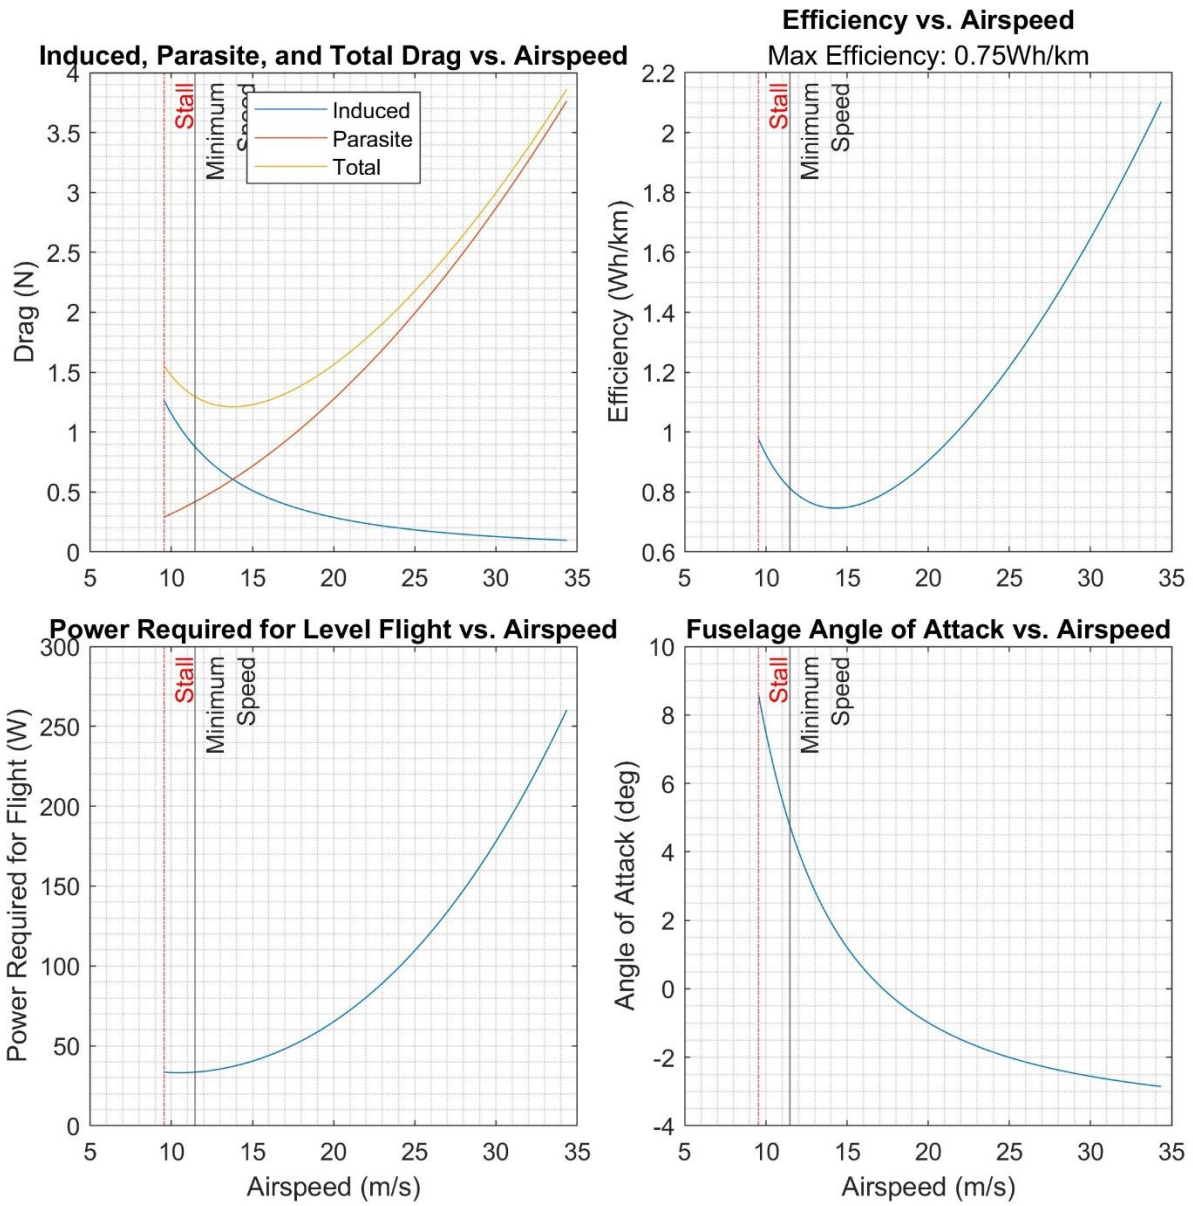 Induced, Parasite, and Total Drag vs. Airspeed
4
3.5
3
2.5
2
1.5
1
0.5
0
Drag (N)
Stall
Minimum
Speed
Induced
Parasite
Total
5 10 15 20 25 30 35
Efficiency vs. Airspeed
Max Efficiency: 0.75Wh/km
2.2
2
1.8
1.6
1.4
1.2
1
0.8
0.6
Efficiency (Wh/km)
Stall
Minimum
Speed
5 10 15 20 25 30 35
Power Required for Level Flight vs. Airspeed
300
250
200
150
100
50
0
Power Required for Flight (W)
Stall
Minimum
Speed
5 10 15 20 25 30 35
Airspeed (m/s)
Fuselage Angle of Attack vs. Airspeed
10
8
6
4
2
0
-2
-4
Angle of Attack (deg)
Stall
Minimum
Speed
5 10 15 20 25 30 35
Airspeed (m/s)